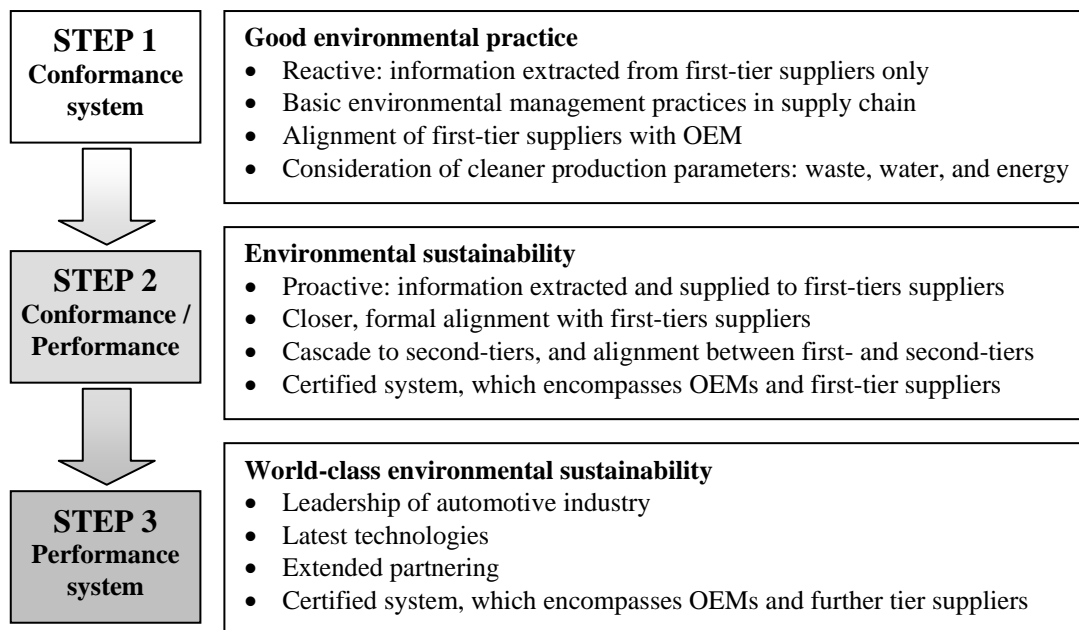 STEP 1
Conformance
system
Good environmental practice
• Reactive: information extracted from first-tier suppliers only
• Basic environmental management practices in supply chain
• Alignment of first-tier suppliers with OEM
• Consideration of cleaner production parameters: waste, water, and energy
STEP 2
Conformance /
Performance
Environmental sustainability
• Proactive: information extracted and supplied to first-tiers suppliers
• Closer, formal alignment with first-tiers suppliers
• Cascade to second-tiers, and alignment between first- and second-tiers
• Certified system, which encompasses OEMs and first-tier suppliers
STEP 3
Performance
system
World-class environmental sustainability
• Leadership of automotive industry
• Latest technologies
• Extended partnering
• Certified system, which encompasses OEMs and further tier suppliers